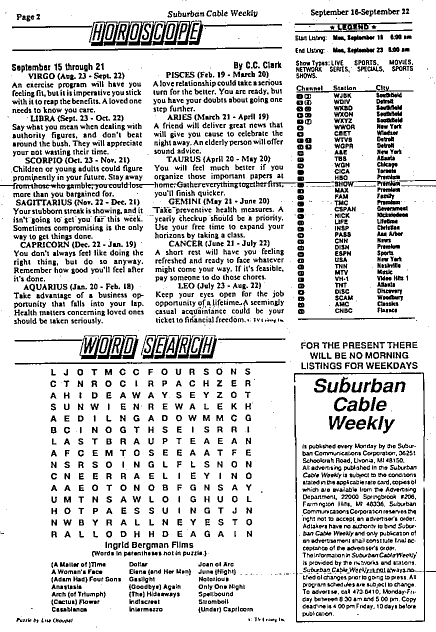 Page 2
Suburban Cable Weekly
September 16-September 22
HOROSCOPE
September 15 through 21
By C.C. Clark
VIRGO (Aug. 23 - Sept. 22)
An exercise program will have you
feeling fit, but it is imperative you stick
with it to reap the benefits. A loved one
needs to know you care.
LIBRA (Sept. 23 - Oct. 22)
Say what you mean when dealing with
authority figures, and don't beat
around the bush. They will appreciate
your not wasting their time.
SCORPIO (Oct. 23 - Nov. 21)
Children or young adults could figure
prominently in your future. Stay away
from those who gamble; you could lose
more than you bargained for.
SAGITTARIUS (Nov. 22 - Dec. 21)
Your stubborn streak is showing, and it
isn't going to get you far this week.
Sometimes compromising is the only
way to get things done.
CAPRICORN (Dec. 22 - Jan. 19)
You don't always feel like doing the
right thing, but do so anyway.
Remember how good you'll feel after
it's done.
AQUARIUS (Jan. 20 - Feb. 18)
Take advantage of a business op-
portunity that falls into your lap.
Health matters concerning loved ones
should be taken seriously.
PISCES (Feb. 19 - March 20)
A love relationship could take a serious
turn for the better. You are ready, but
you have your doubts about going one
step further.
ARIES (March 21 - April 19)
A friend will deliver great news that
will give you cause to celebrate the
night away. An elderly person will offer
sound advice.
TAURUS (April 20 - May 20)
You will feel much better if you
organize those important papers at
home. Gather everything together first;
you'll finish quicker.
GEMINI (May 21 - June 20)
Take preventive health measures. A
yearly checkup should be a priority.
Use your free time to expand your
horizons by taking a class.
CANCER (June 21 - July 22)
A short rest will have you feeling
refreshed and ready to face whatever
might come your way. If it's feasible,
pay someone to do those chores.
LEO (July 23 - Aug. 22)
Keep your eyes open for the job
opportunity of a lifetime. A seemingly
casual acquaintance could be your
ticket to financial freedom.
★ LEGEND ★
Start Listing: Mon, September 16 6:00 am
End Listing: Mon, September 23 5:00 am
Show Types: LIVE SPORTS, MOVIES,
NETWORK SERIES, SPECIALS, SPORTS
SHOWS.
Channel Station City
WJBK Southfield
WDIV Detroit
WKBD Southfield
WXON Southfield
WXYZ Southfield
WWOR New York
CBET Windsor
WTVS Detroit
WGPR Detroit
A&E New York
TBS Atlanta
WGN Chicago
CICA Toronto
HBO Premium
SHOW Premium
MAX Premium
FAM Family
TMC Premium
CSPAN Government
NICK Nickelodeon
LIFE Lifetime
INSP Christian
PASS Ann Arbor
CNN News
DISN Premium
ESPN Sports
USA New York
TNN Nashville
MTV Music
VH-1 Video Hits 1
TNT Atlanta
DISC Discovery
SCAM Woodbury
AMC Classics
CNBC Finance
WORD SEARCH
L J O T M C C F O U R S O N S
C T N R O C I R P A C H Z E R
A H I D E A W A Y S E Y Z O T
S U N W I E N R E W A L E K H
A E D I L N G A D O W M M C G
B C I N O G T H S E I S R R I
L A S T B R A U P T E A E A N
A F C E M T O S E E A A T F E
N S R S O I N G L F L S N O N
C N E E R R A E L I E Y I N O
A A E O T O N O B F G N S A Y
U M T N S A W L O I G H U O L
H O T P A E S S U I N G T J N
N W B Y R A L L N E Y E S T O
R A L L O D H H D E A G A I N
Ingrid Bergman Films
(Words in parentheses not in puzzle.)
(A Matter of) Time
A Woman's Face
(Adam Had) Four Sons
Anastasia
Arch (of Triumph)
(Cactus) Flower
Casablanca
Dollar
Elena (and Her Men)
Gaslight
(Goodbye) Again
(The) Hideaways
Indiscreet
Intermezzo
Joan of Arc
June (Night)
Notorious
Only One Night
Spellbound
Stromboli
(Under) Capricorn
Puzzle by Lisa Choquet
FOR THE PRESENT THERE
WILL BE NO MORNING
LISTINGS FOR WEEKDAYS
Suburban
Cable
Weekly
is published every Monday by the Subur-
ban Communications Corporation, 36251
Schoolcraft Road, Livonia, MI 48150.
All advertising published in the Suburban
Cable Weekly is subject to the conditions
stated in the applicable rate card, copies of
which are available from the Advertising
Department, 22000 Springbrook #206,
Farmington Hills, MI 48336. Suburban
Communications Corporation reserves the
right not to accept an advertiser's order.
Adtakers have no authority to bind Subur-
ban Cable Weekly and only publication of
an advertisement shall constitute final ac-
ceptance of the advertiser's order.
The information in Suburban Cable Weekly
is provided by the networks and stations.
Suburban Cable Weekly is not always no-
tified of changes prior to going to press. All
program schedules are subject to change.
To advertise, call 473-6410, Monday-Fri-
day between 8:30 am and 5:00 pm. Copy
deadline is 4:00 pm Friday, 10 days before
publication.